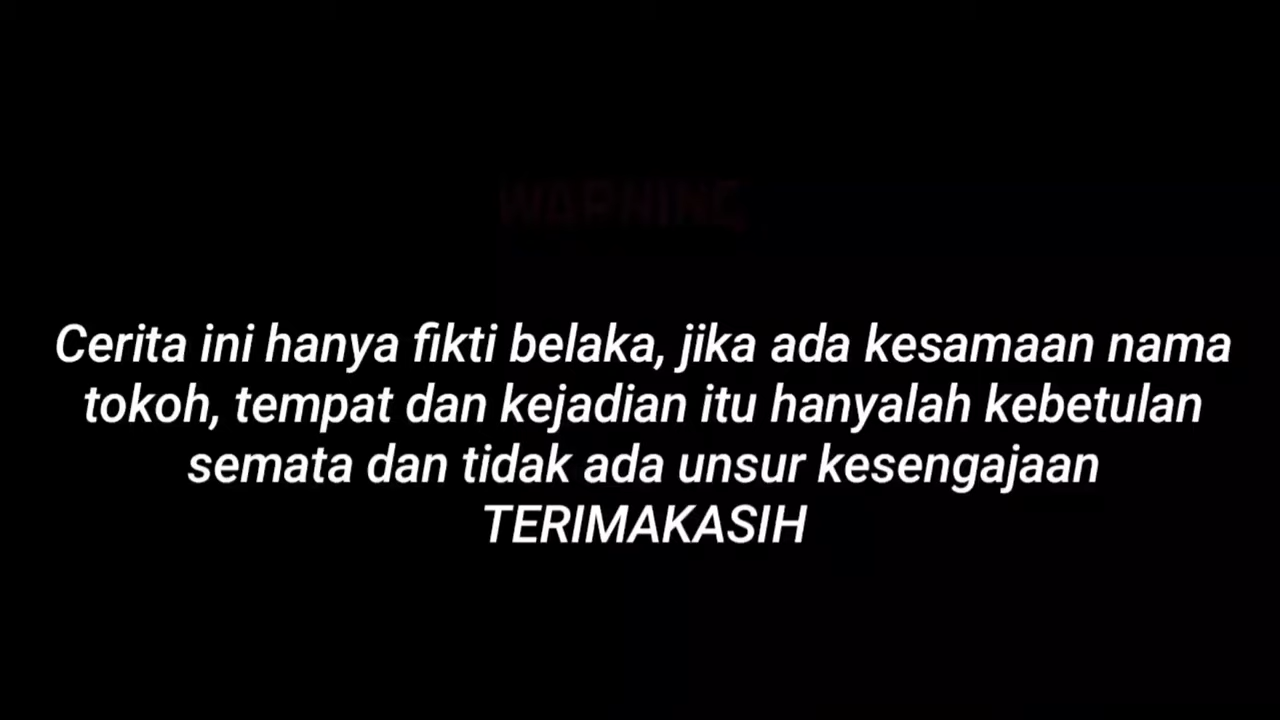 WARNING
Cerita ini hanya fikti belaka, jika ada kesamaan nama
tokoh, tempat dan kejadian itu hanyalah kebetulan
semata dan tidak ada unsur kesengajaan
TERIMAKASIH